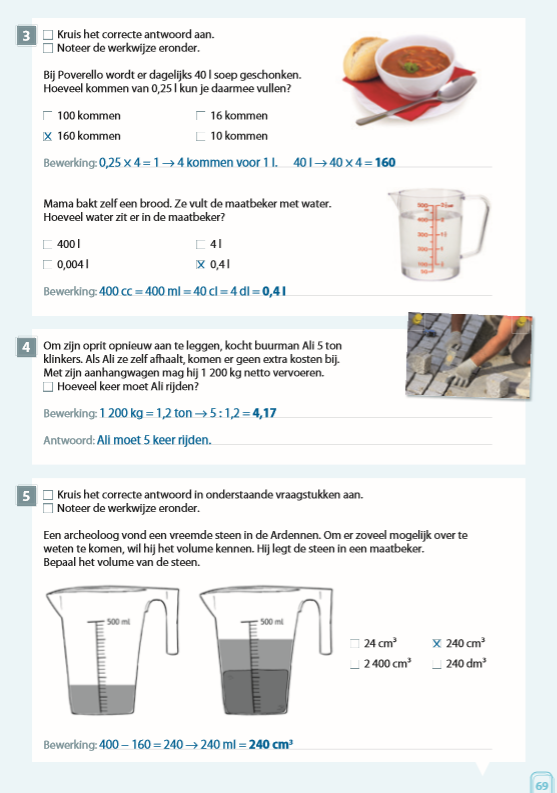 3
Kruis het correcte antwoord aan.
Noteer de werkwijze eronder.
Bij Poverello wordt er dagelijks 40 l soep geschonken.
Hoeveel kommen van 0,25 l kun je daarmee vullen?
100 kommen 16 kommen
160 kommen 10 kommen
Bewerking: 0,25 x 4 = 1 → 4 kommen voor 1 l. 40 l → 40 x 4 = 160
Mama bakt zelf een brood. Ze vult de maatbeker met water.
Hoeveel water zit er in de maatbeker?
400 l 4 l
0,004 l 0,4 l
Bewerking: 400 cc = 400 ml = 40 cl = 4 dl = 0,4 l
4
Om zijn oprit opnieuw aan te leggen, kocht buurman Ali 5 ton
klinkers. Als Ali ze zelf afhaalt, komen er geen extra kosten bij.
Met zijn aanhangwagen mag hij 1 200 kg netto vervoeren.
Hoeveel keer moet Ali rijden?
Bewerking: 1 200 kg = 1,2 ton → 5 : 1,2 = 4,17
Antwoord: Ali moet 5 keer rijden.
5
Kruis het correcte antwoord in onderstaande vraagstukken aan.
Noteer de werkwijze eronder.
Een archeoloog vond een vreemde steen in de Ardennen. Om er zoveel mogelijk over te
weten te komen, wil hij het volume kennen. Hij legt de steen in een maatbeker.
Bepaal het volume van de steen.
500 ml 500 ml
24 cm³ 240 cm³
2 400 cm³ 240 dm³
Bewerking: 400 – 160 = 240 → 240 ml = 240 cm³
69